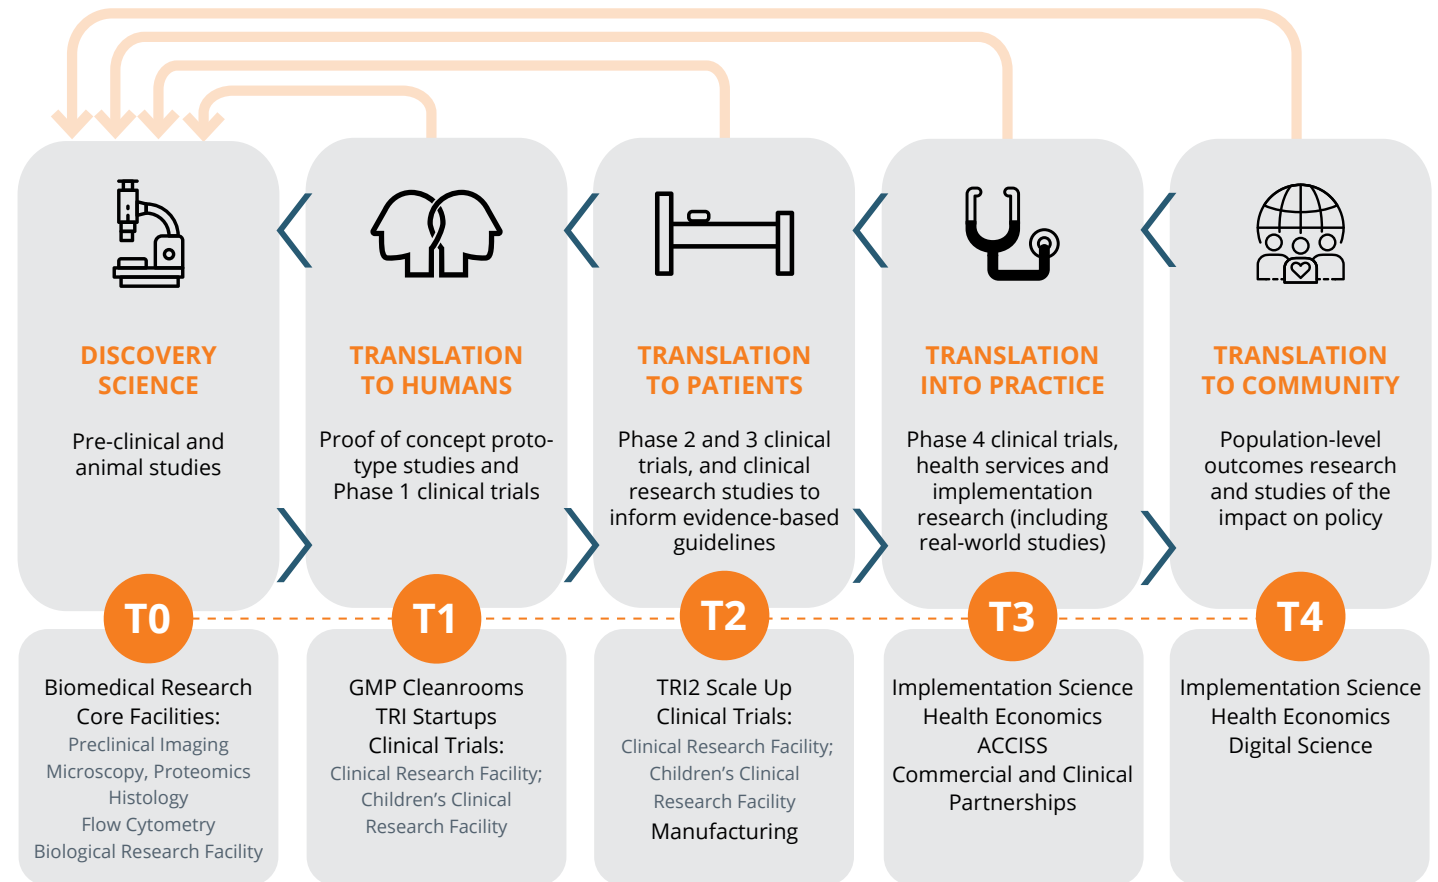 DISCOVERY
SCIENCE
Pre-clinical and
animal studies
TRANSLATION
TO HUMANS
Proof of concept proto-
type studies and
Phase 1 clinical trials
TRANSLATION
TO PATIENTS
Phase 2 and 3 clinical
trials, and clinical
research studies to
inform evidence-based
guidelines
TRANSLATION
INTO PRACTICE
Phase 4 clinical trials,
health services and
implementation
research (including
real-world studies)
TRANSLATION
TO COMMUNITY
Population-level
outcomes research
and studies of the
impact on policy
T0
Biomedical Research
Core Facilities:
Preclinical Imaging
Microscopy, Proteomics
Histology
Flow Cytometry
Biological Research Facility
T1
GMP Cleanrooms
TRI Startups
Clinical Trials:
Clinical Research Facility;
Children’s Clinical
Research Facility
T2
TRI2 Scale Up
Clinical Trials:
Clinical Research Facility;
Children’s Clinical
Research Facility
Manufacturing
T3
Implementation Science
Health Economics
ACCISS
Commercial and Clinical
Partnerships
T4
Implementation Science
Health Economics
Digital Science